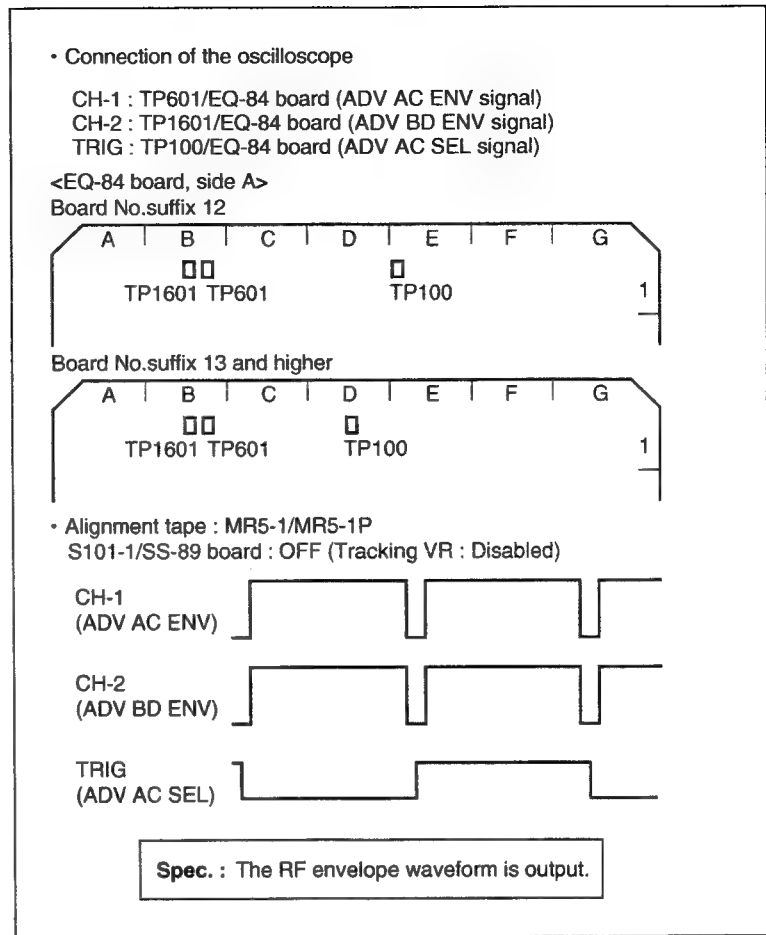 • Connection of the oscilloscope
CH-1 : TP601/EQ-84 board (ADV AC ENV signal)
CH-2 : TP1601/EQ-84 board (ADV BD ENV signal)
TRIG : TP100/EQ-84 board (ADV AC SEL signal)
<EQ-84 board, side A>
Board No.suffix 12
A B C D E F G
TP1601 TP601 TP100 1
Board No.suffix 13 and higher
A B C D E F G
TP1601 TP601 TP100 1
• Alignment tape : MR5-1/MR5-1P
S101-1/SS-89 board : OFF (Tracking VR : Disabled)
CH-1
(ADV AC ENV)
CH-2
(ADV BD ENV)
TRIG
(ADV AC SEL)
Spec. : The RF envelope waveform is output.